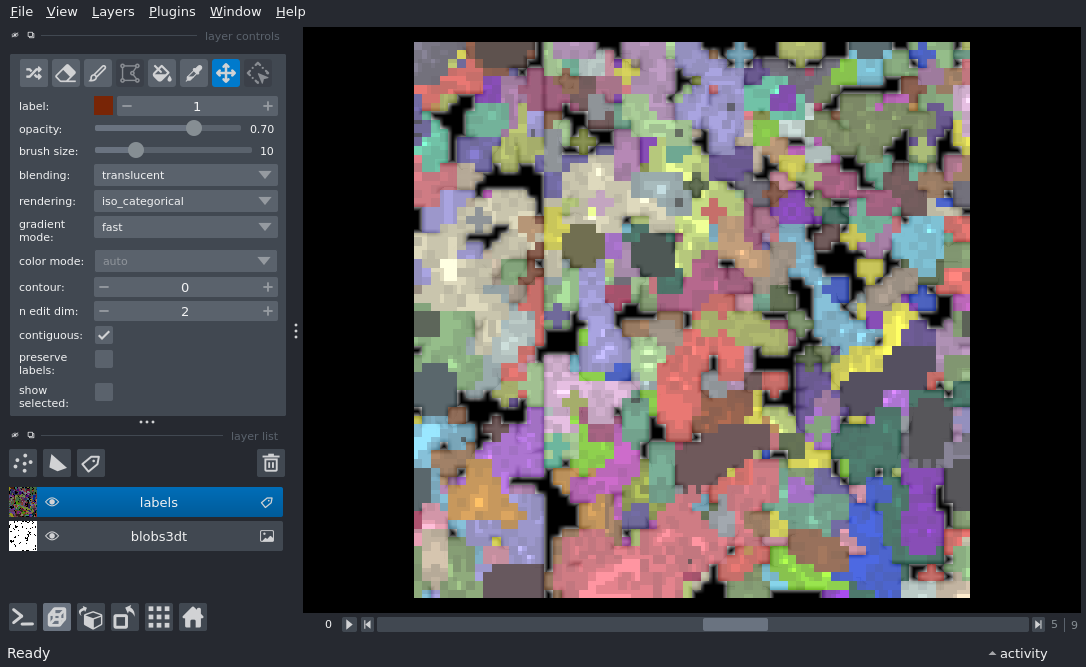 File View Layers Plugins Window Help
layer controls
label: 1
opacity: 0.70
brush size: 10
blending: translucent
rendering: iso_categorical
gradient
mode: fast
color mode: auto
contour: 0
n edit dim: 2
contiguous:
preserve
labels:
show
selected:
layer list
labels
blobs3dt
0 5 | 9
Ready activity